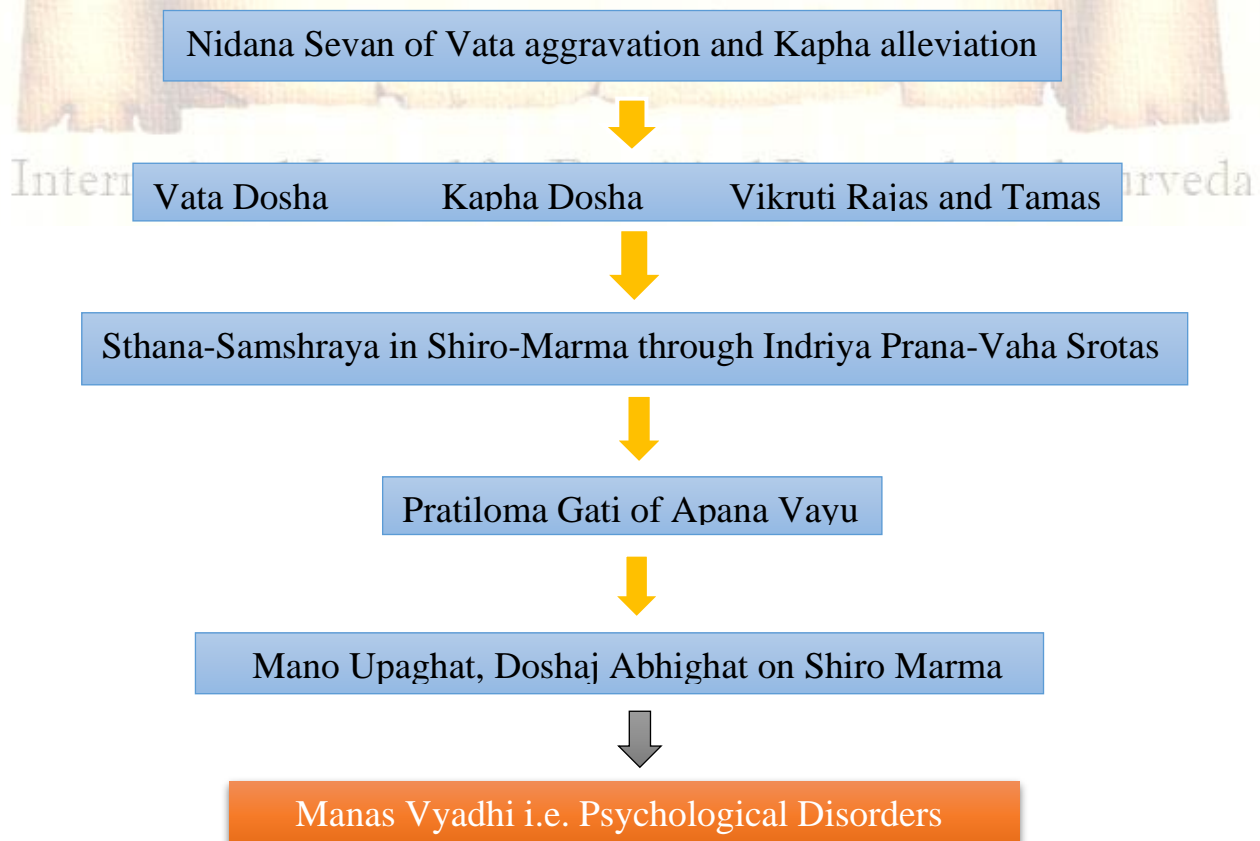 Nidana Sevan of Vata aggravation and Kapha alleviation
Intern urveda
Vata Dosha Kapha Dosha Vikruti Rajas and Tamas
Sthana-Samshraya in Shiro-Marma through Indriya Prana-Vaha Srotas
Pratiloma Gati of Apana Vayu
Mano Upaghat, Doshaj Abhighat on Shiro Marma
Manas Vyadhi i.e. Psychological Disorders